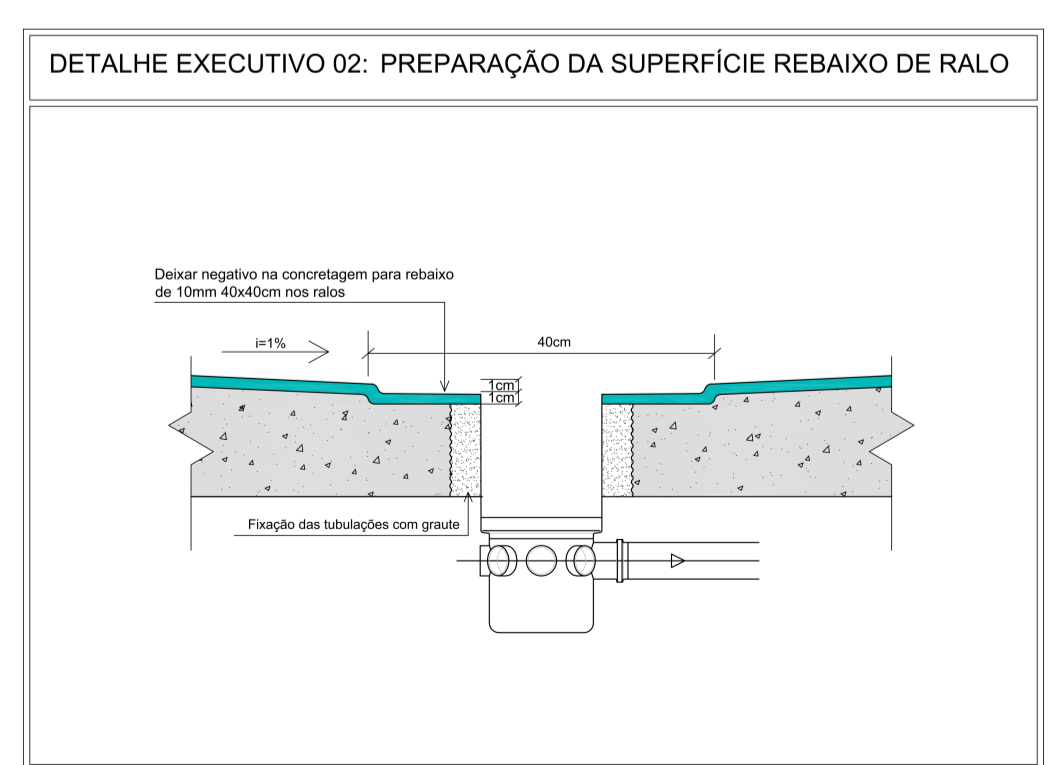 DETALHE EXECUTIVO 02: PREPARAÇÃO DA SUPERFÍCIE REBAIXO DE RALO
Deixar negativo na concretagem para rebaixo
de 10mm 40x40cm nos ralos
i=1%
40cm
1cm
1cm
Fixação das tubulações com graute